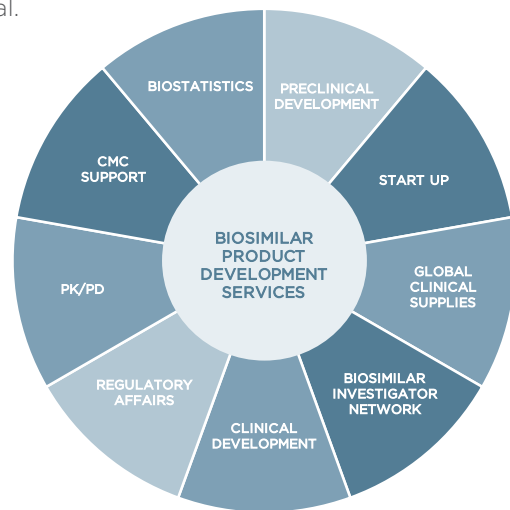 al.
BIOSTATISTICS
PRECLINICAL
DEVELOPMENT
CMC
SUPPORT
START UP
BIOSIMILAR
PRODUCT
DEVELOPMENT
SERVICES
PK/PD
GLOBAL
CLINICAL
SUPPLIES
REGULATORY
AFFAIRS
BIOSIMILAR
INVESTIGATOR
NETWORK
CLINICAL
DEVELOPMENT